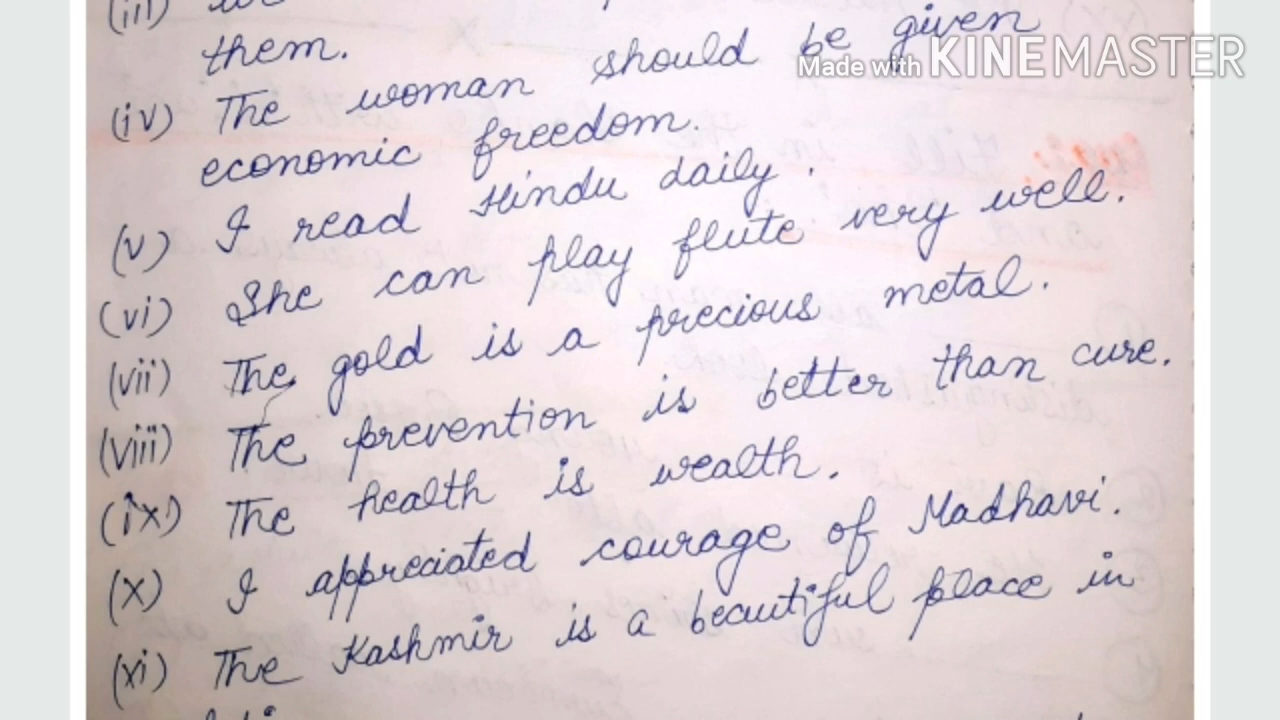 (iii) we
them.
(iv) The woman should be given
economic freedom.
(v) I read Hindu daily.
(vi) She can play flute very well.
(vii) The gold is a precious metal.
(viii) The prevention is better than cure.
(ix) The health is wealth.
(x) I appreciated courage of Madhavi.
(xi) The Kashmir is a beautiful place in
Made with KINEMASTER